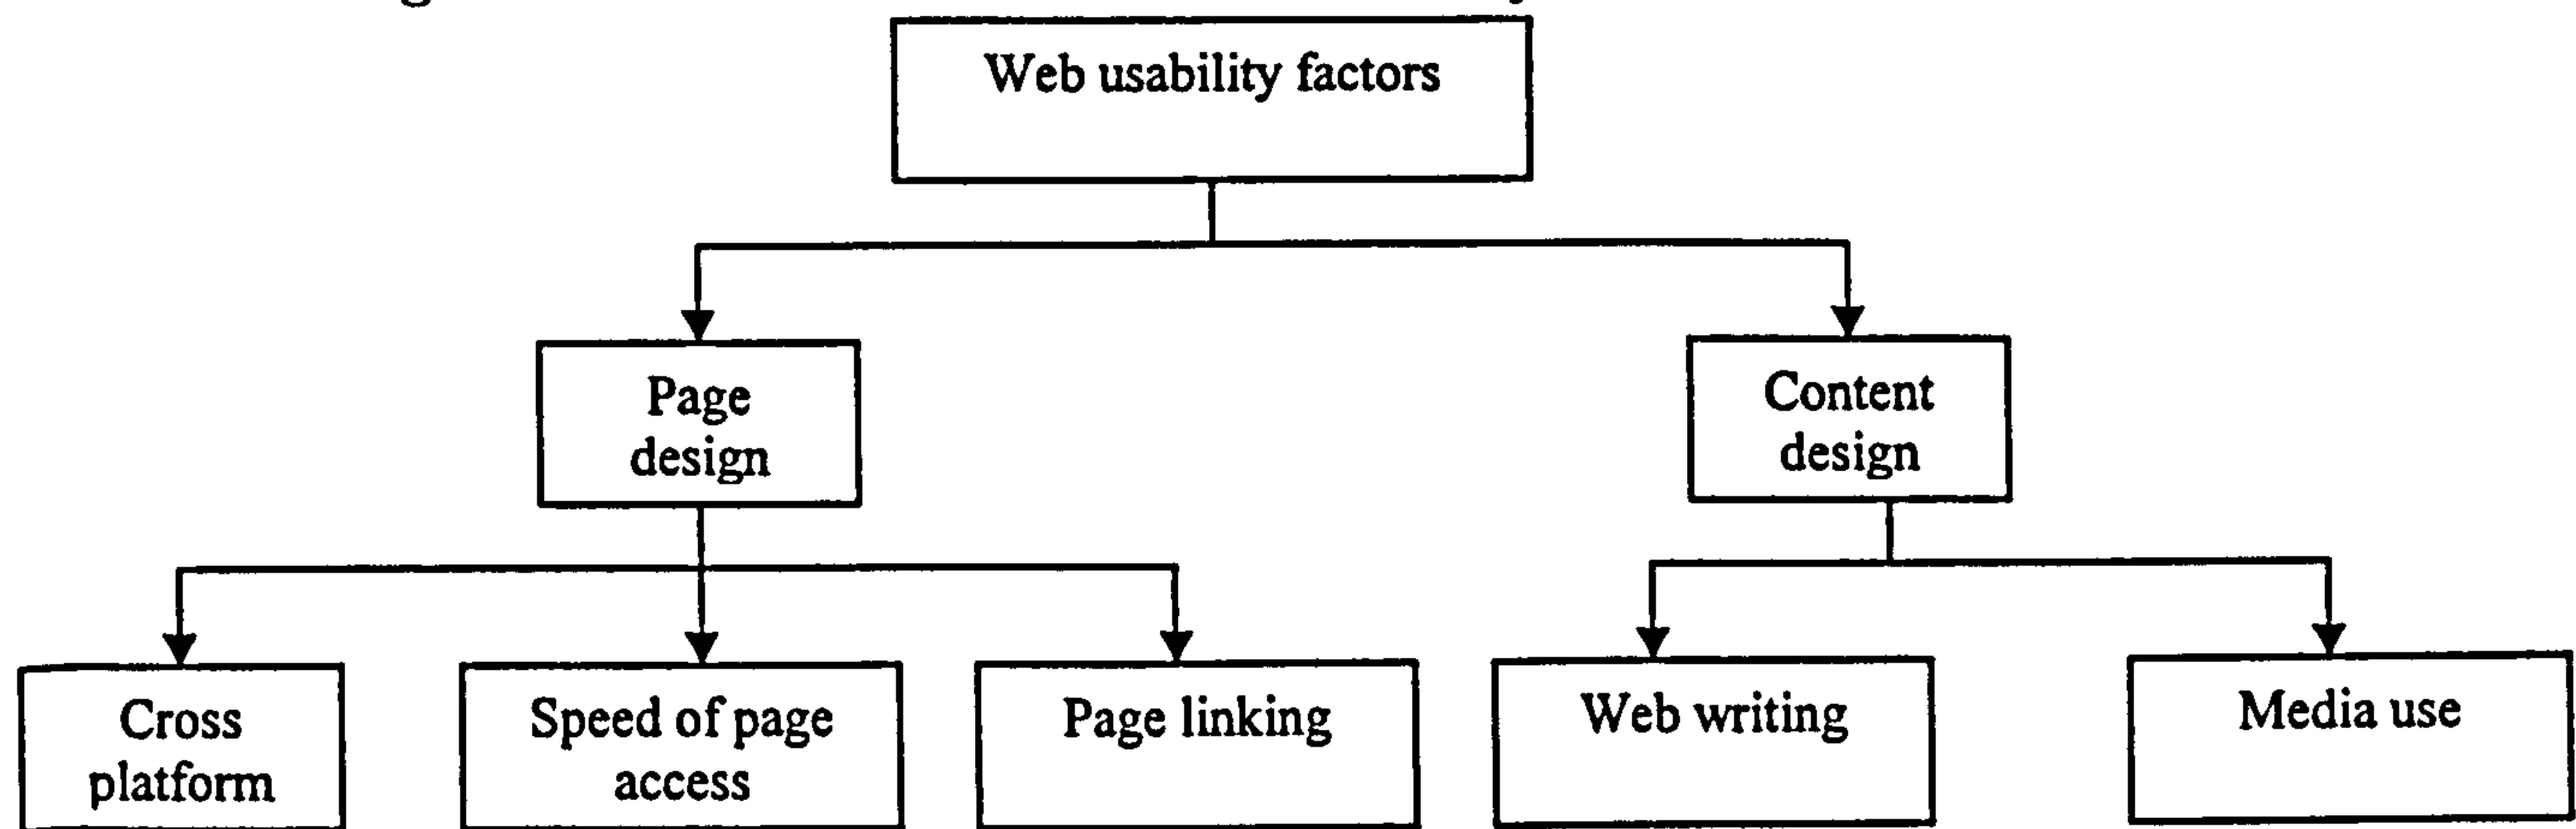 Web usability factors
Page
design
Content
design
Cross
platform
Speed of page
access
Page linking
Web writing
Media use